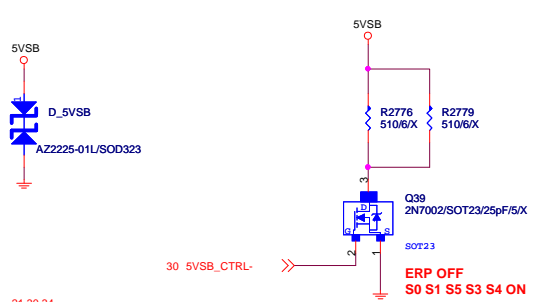 5VSB
5VSB
1
D_5VSB
AZ2225-01L/SOD323
R2776
510/6/X
R2779
510/6/X
3
Q39
2N7002/SOT23/25pF/5/X
D
G
S
SOT23
2
1
30 5VSB_CTRL-
ERP OFF
S0 S1 S5 S3 S4 ON